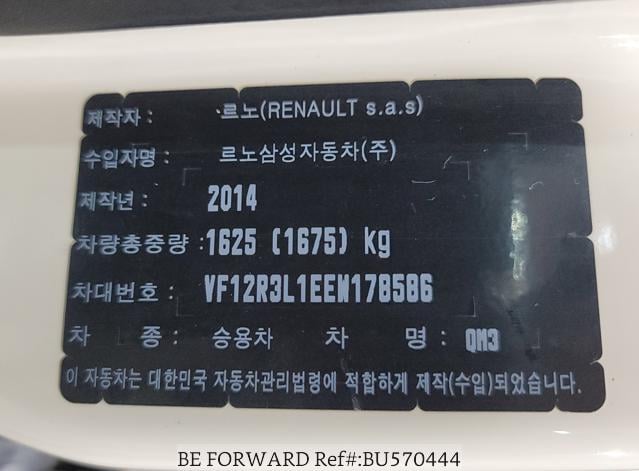 제작자 : 르노(RENAULT s.a.s)
수입자명 : 르노삼성자동차(주)
제작년 : 2014
차량총중량 : 1625 (1675) kg
차대번호 : VF12R3L1EEW178586
차 종 : 승용차 차 명 : QM3
이 자동차는 대한민국 자동차관리법령에 적합하게 제작(수입)되었습니다.
BE FORWARD Ref#:BU570444